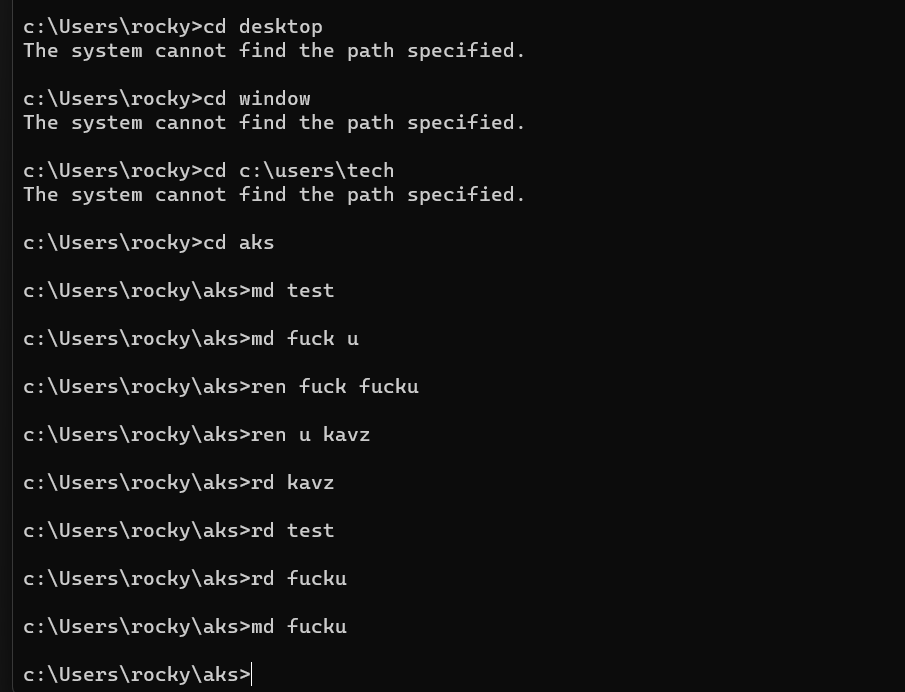 c:\Users\rocky>cd desktop
The system cannot find the path specified.
c:\Users\rocky>cd window
The system cannot find the path specified.
c:\Users\rocky>cd c:\users\tech
The system cannot find the path specified.
c:\Users\rocky>cd aks
c:\Users\rocky\aks>md test
c:\Users\rocky\aks>md fuck u
c:\Users\rocky\aks>ren fuck fucku
c:\Users\rocky\aks>ren u kavz
c:\Users\rocky\aks>rd kavz
c:\Users\rocky\aks>rd test
c:\Users\rocky\aks>rd fucku
c:\Users\rocky\aks>md fucku
c:\Users\rocky\aks>